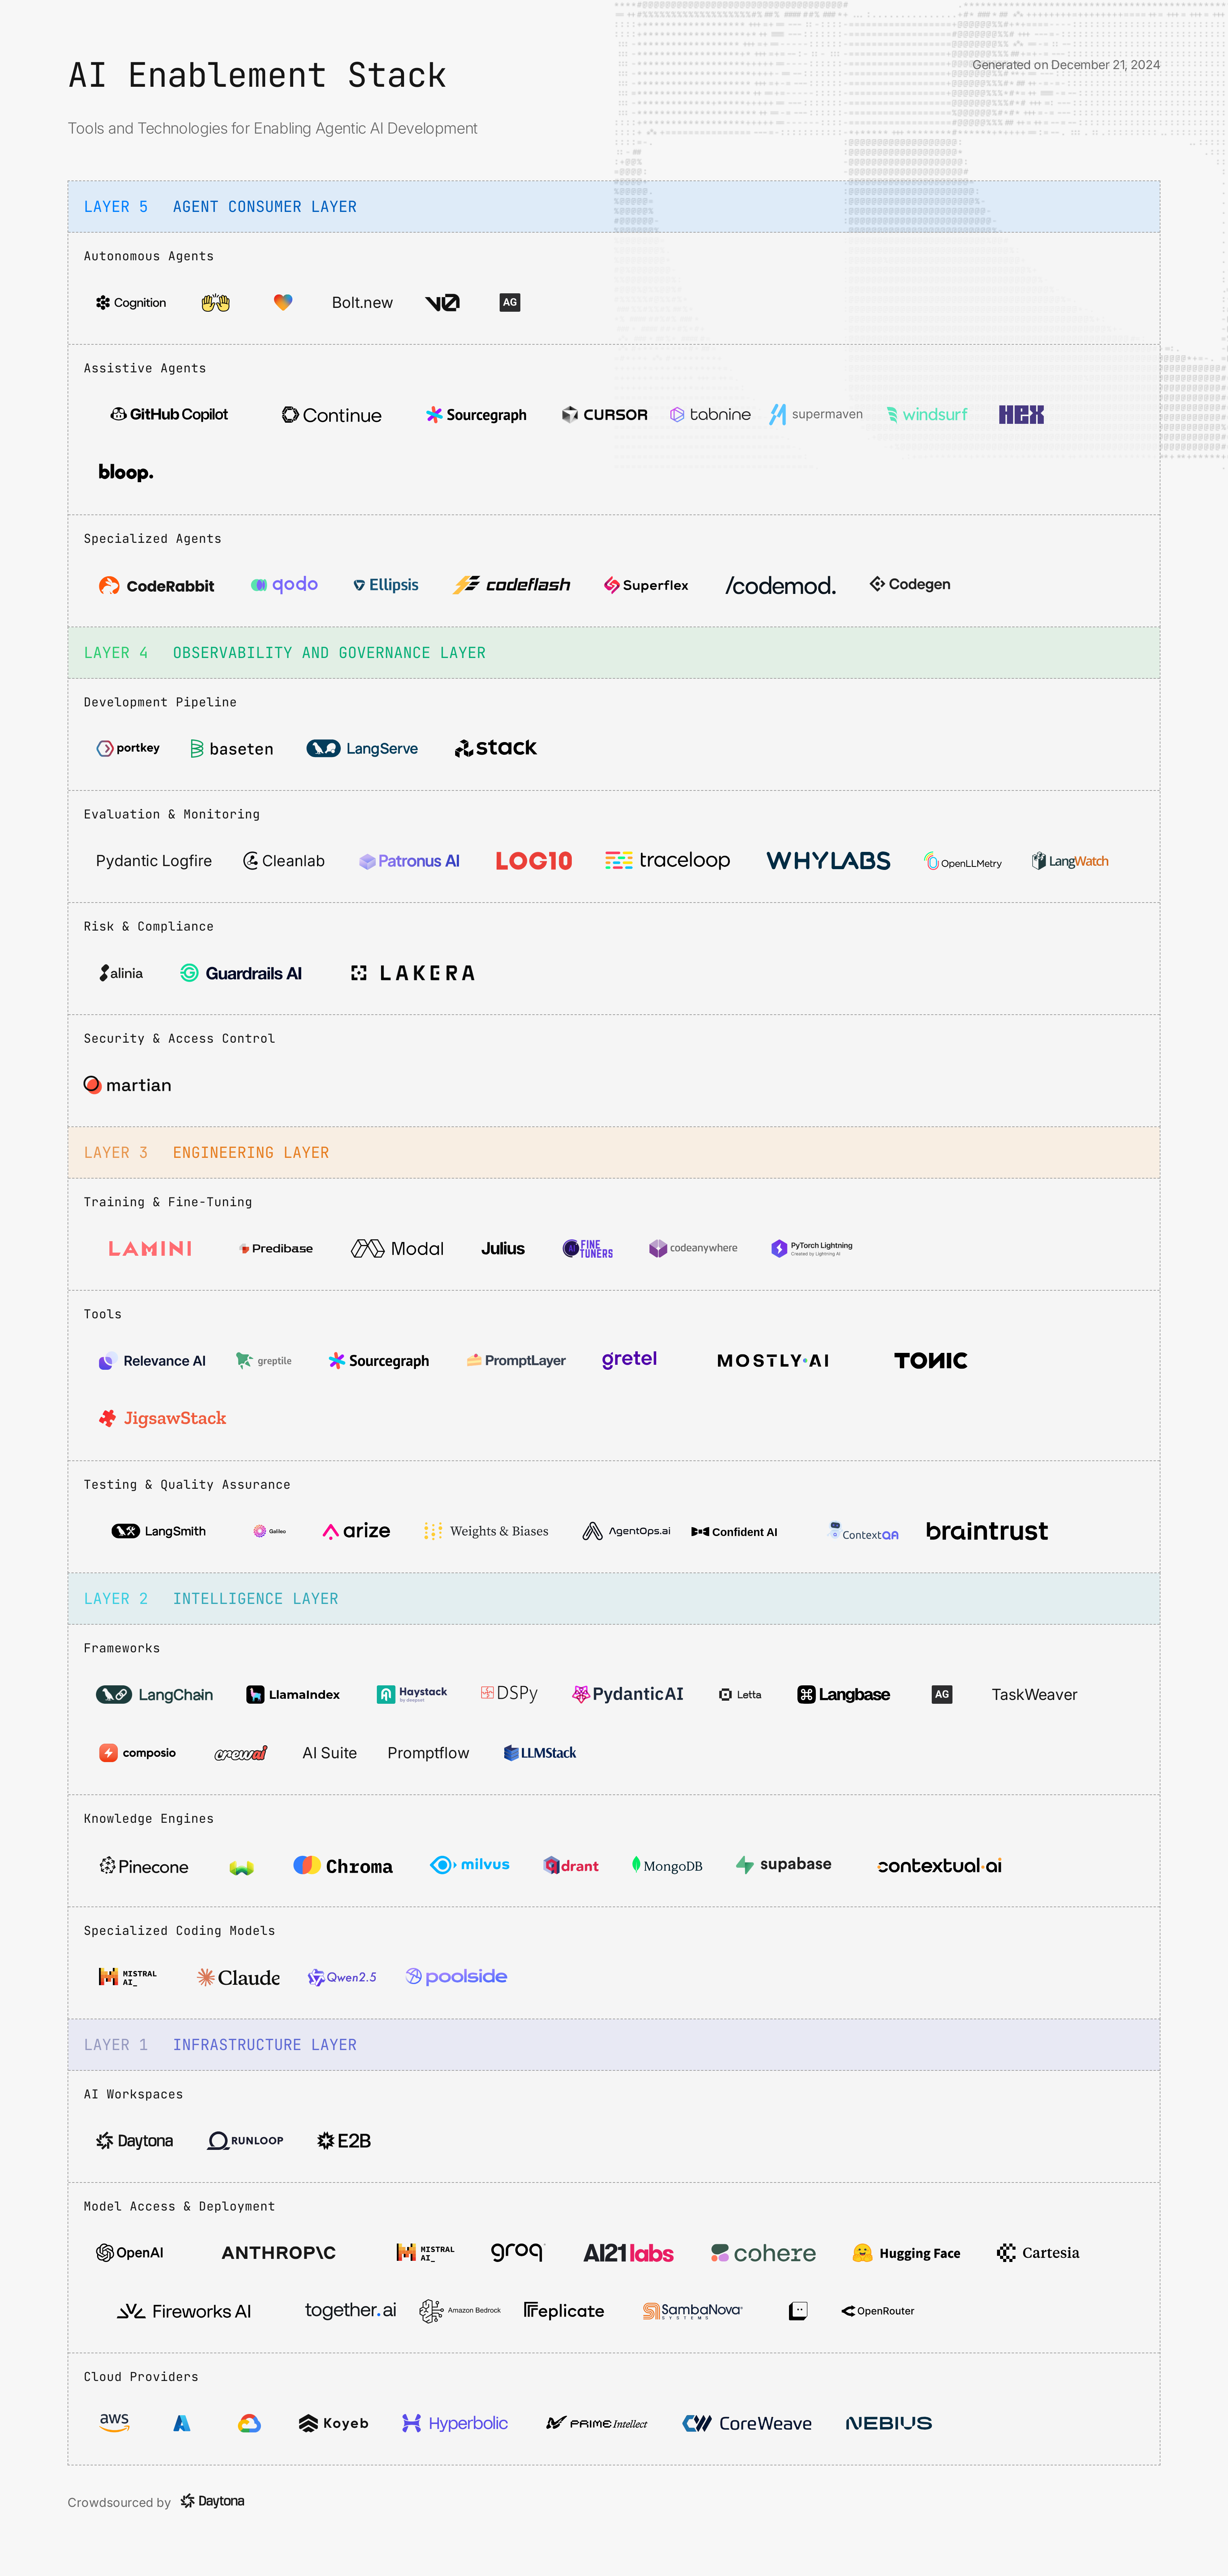 AI Enablement Stack
Generated on December 21, 2024
Tools and Technologies for Enabling Agentic AI Development
LAYER 5 AGENT CONSUMER LAYER
Autonomous Agents
Cognition Bolt.new v0 AG
Assistive Agents
GitHub Copilot Continue Sourcegraph CURSOR tabnine supermaven windsurf HEX
bloop.
Specialized Agents
CodeRabbit qodo Ellipsis codeflash Superflex /codemod. Codegen
LAYER 4 OBSERVABILITY AND GOVERNANCE LAYER
Development Pipeline
portkey baseten LangServe stack
Evaluation & Monitoring
Pydantic Logfire Cleanlab Patronus AI LOG10 traceloop WHYLABS OpenLLMetry LangWatch
Risk & Compliance
alinia Guardrails AI LAKERA
Security & Access Control
martian
LAYER 3 ENGINEERING LAYER
Training & Fine-Tuning
LAMINI Predibase Modal Julius AI FINE TUNERS codeanywhere PyTorch Lightning
Created by Lightning AI
Tools
Relevance AI greptile Sourcegraph PromptLayer gretel MOSTLY·AI TONIC
JigsawStack
Testing & Quality Assurance
LangSmith Galileo arize Weights & Biases AgentOps.ai Confident AI ContextQA braintrust
LAYER 2 INTELLIGENCE LAYER
Frameworks
LangChain LlamaIndex Haystack by deepset DSPy PydanticAI Letta Langbase AG TaskWeaver
composio crewai AI Suite Promptflow LLMStack
Knowledge Engines
Pinecone Chroma milvus qdrant MongoDB supabase contextual·ai
Specialized Coding Models
MISTRAL AI_ Claude Qwen2.5 poolside
LAYER 1 INFRASTRUCTURE LAYER
AI Workspaces
Daytona RUNLOOP E2B
Model Access & Deployment
OpenAI ANTHROP\C MISTRAL AI_ groq AI21labs cohere Hugging Face Cartesia
Fireworks AI together.ai Amazon Bedrock replicate SambaNova SYSTEMS OpenRouter
Cloud Providers
aws Koyeb Hyperbolic PRIME Intellect CoreWeave NEBIUS
Crowdsourced by Daytona